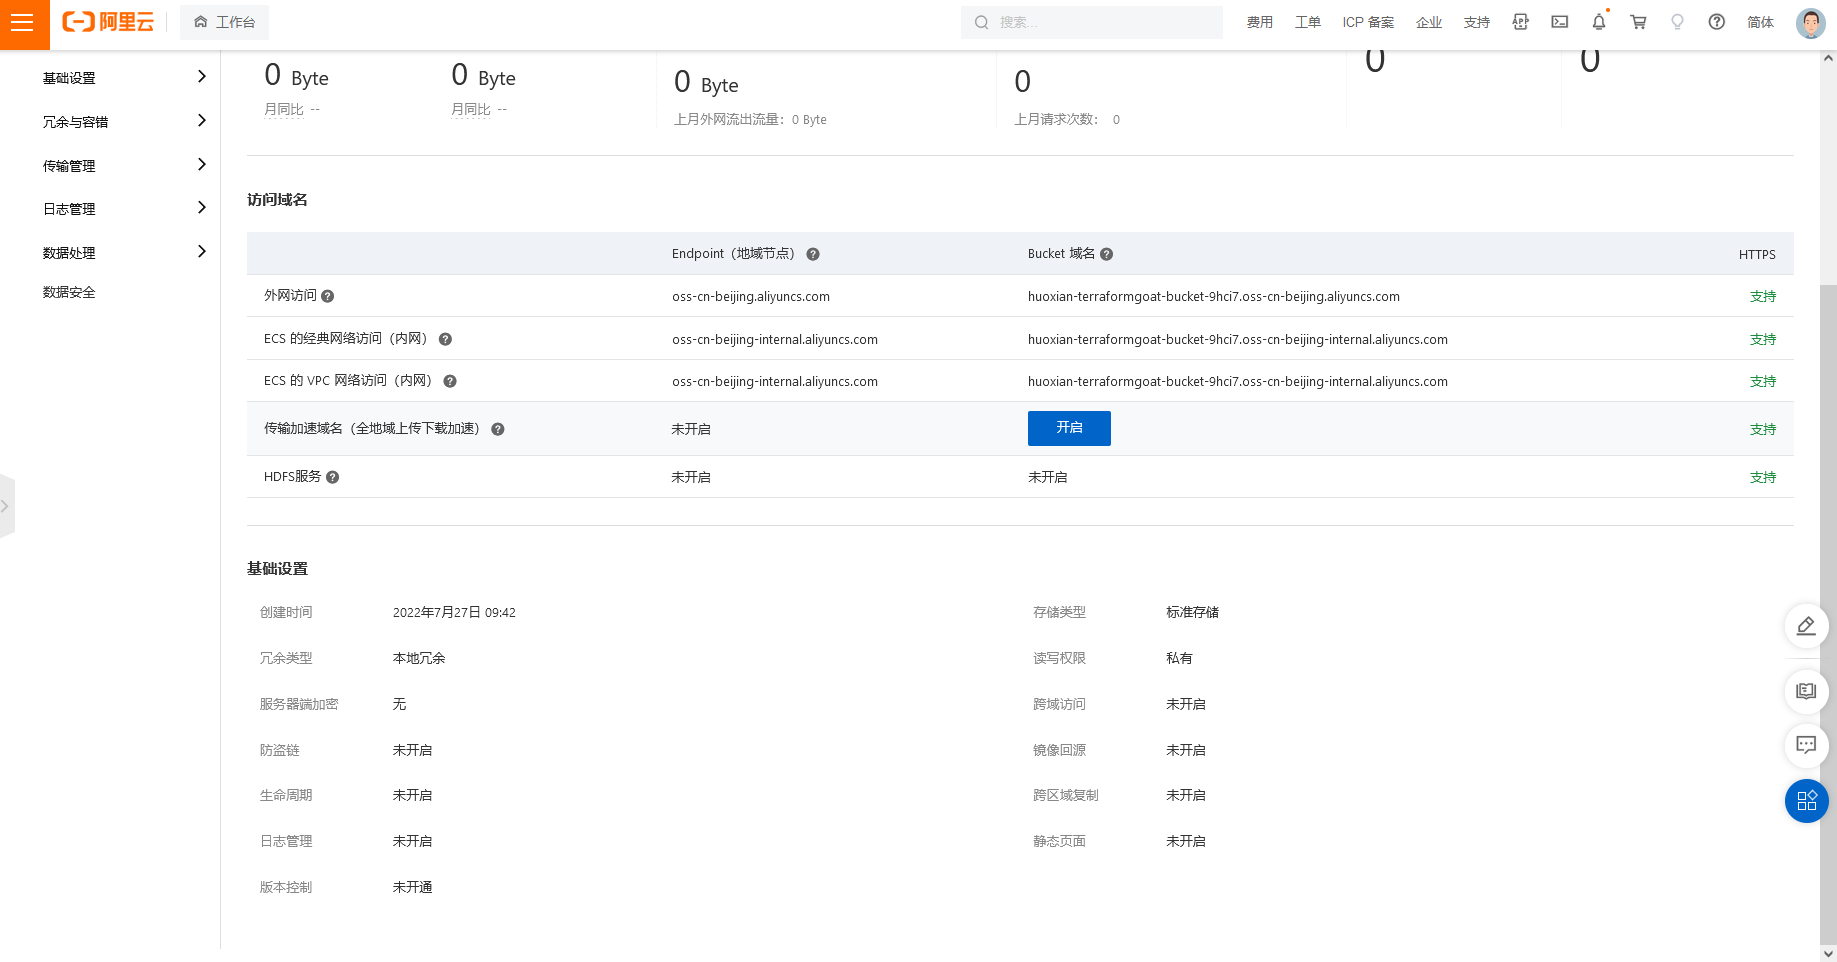 阿里云
工作台
搜索...
费用
工单
ICP 备案
企业
支持
简体
基础设置
冗余与容错
传输管理
日志管理
数据处理
数据安全
0 Byte
月同比 --
0 Byte
月同比 --
0 Byte
上月外网流出流量： 0 Byte
0
上月请求次数： 0
0
0
访问域名
Endpoint（地域节点） Bucket 域名 HTTPS
外网访问 oss-cn-beijing.aliyuncs.com huoxian-terraformgoat-bucket-9hci7.oss-cn-beijing.aliyuncs.com 支持
ECS 的经典网络访问（内网） oss-cn-beijing-internal.aliyuncs.com huoxian-terraformgoat-bucket-9hci7.oss-cn-beijing-internal.aliyuncs.com 支持
ECS 的 VPC 网络访问（内网） oss-cn-beijing-internal.aliyuncs.com huoxian-terraformgoat-bucket-9hci7.oss-cn-beijing-internal.aliyuncs.com 支持
传输加速域名（全地域上传下载加速） 未开启 开启 支持
HDFS服务 未开启 未开启 支持
基础设置
创建时间 2022年7月27日 09:42 存储类型 标准存储
冗余类型 本地冗余 读写权限 私有
服务器端加密 无 跨域访问 未开启
防盗链 未开启 镜像回源 未开启
生命周期 未开启 跨区域复制 未开启
日志管理 未开启 静态页面 未开启
版本控制 未开通